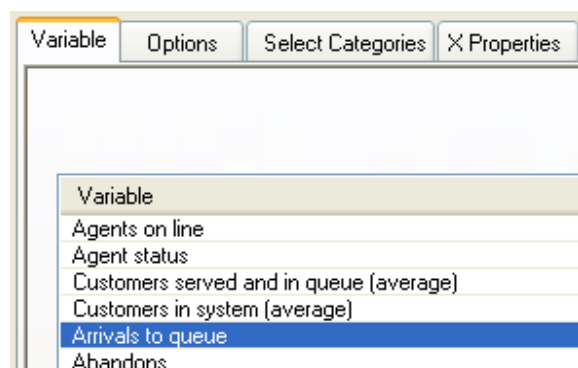 Variable Options Select Categories X Properties
Variable
Agents on line
Agent status
Customers served and in queue (average)
Customers in system (average)
Arrivals to queue
Abandons